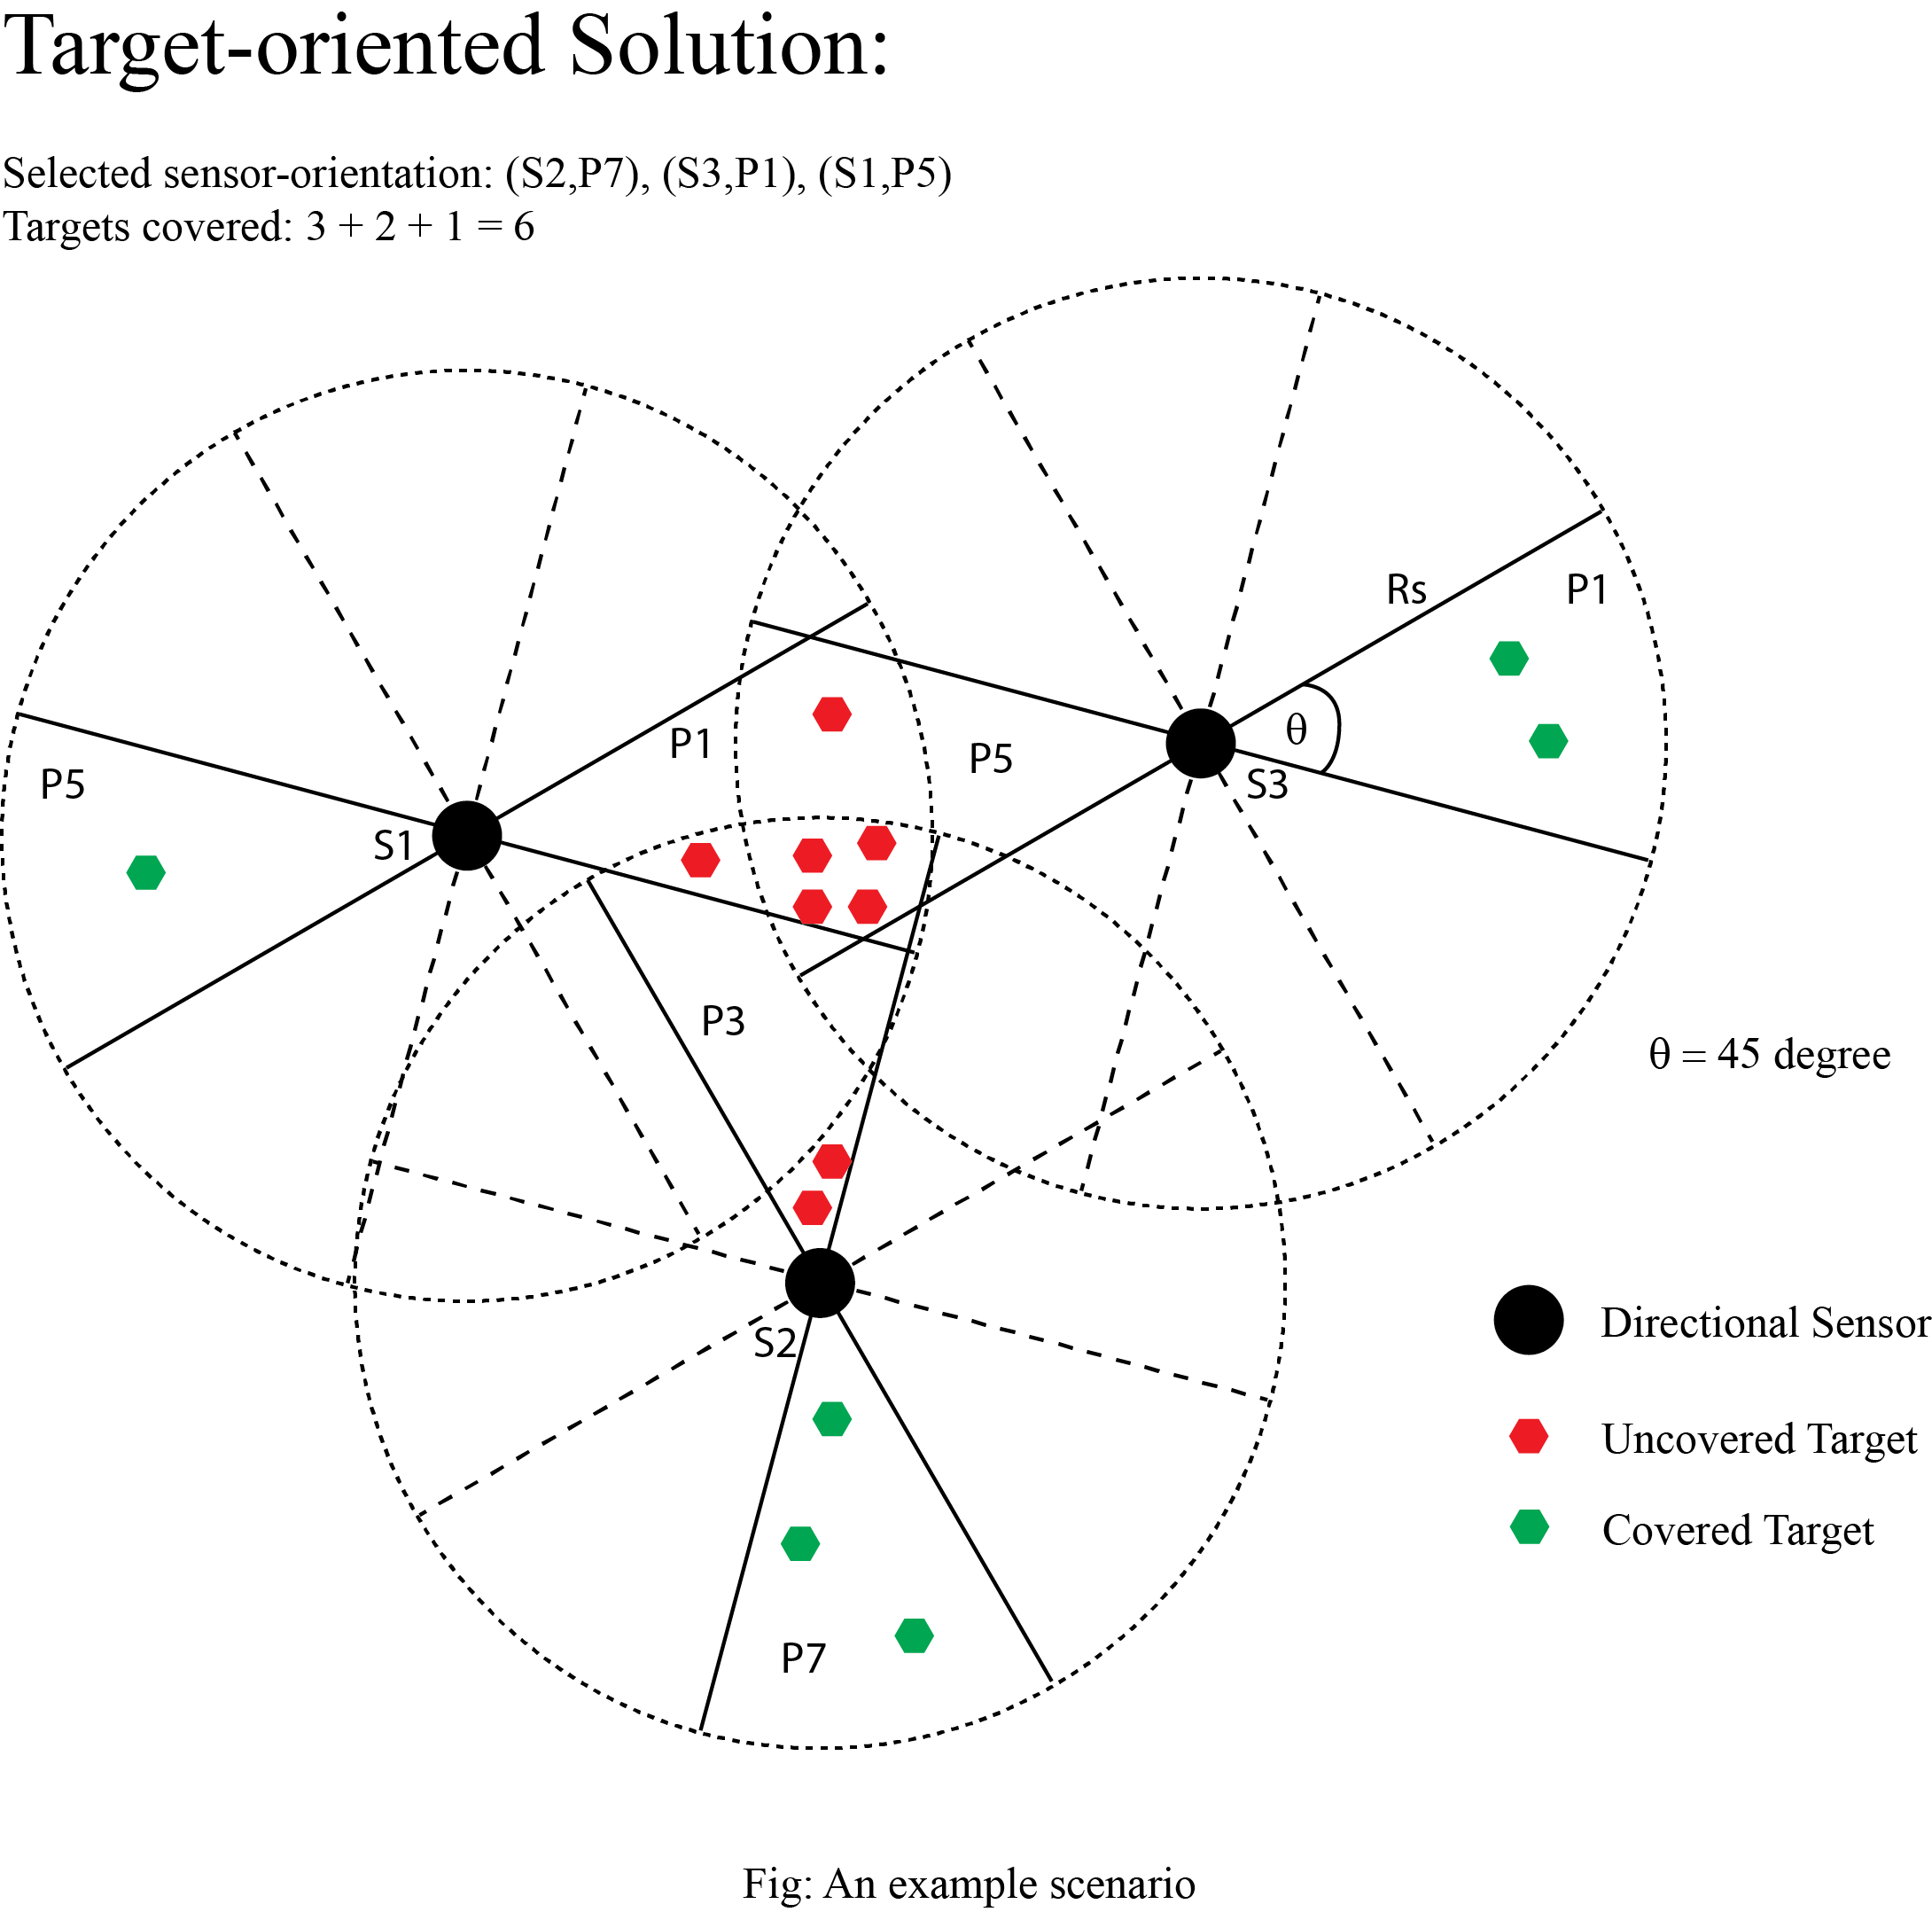 Target-oriented Solution:
Selected sensor-orientation: (S2,P7), (S3,P1), (S1,P5)
Targets covered: 3 + 2 + 1 = 6
Rs
P1
θ
S3
P1
P5
P5
S1
P3
θ = 45 degree
S2
P7
Directional Sensor
Uncovered Target
Covered Target
Fig: An example scenario